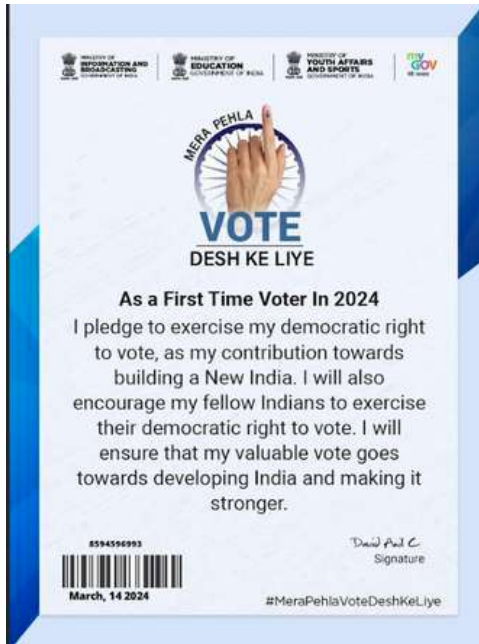 MINISTRY OF
INFORMATION AND
BROADCASTING
GOVERNMENT OF INDIA
MINISTRY OF
EDUCATION
GOVERNMENT OF INDIA
MINISTRY OF
YOUTH AFFAIRS
AND SPORTS
GOVERNMENT OF INDIA
my
GOV
मेरी सरकार
MERA PEHLA
VOTE
DESH KE LIYE
As a First Time Voter In 2024
I pledge to exercise my democratic right
to vote, as my contribution towards
building a New India. I will also
encourage my fellow Indians to exercise
their democratic right to vote. I will
ensure that my valuable vote goes
towards developing India and making it
stronger.
8594596993
March, 14 2024
David Anil C
Signature
#MeraPehlaVoteDeshKeLiye